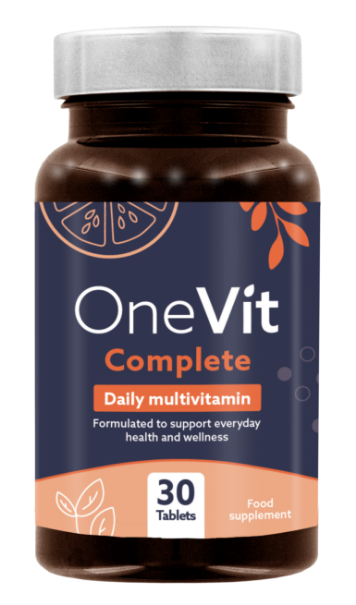 OneVit
Complete
Daily multivitamin
Formulated to support everyday
health and wellness
30
Tablets
Food
supplement